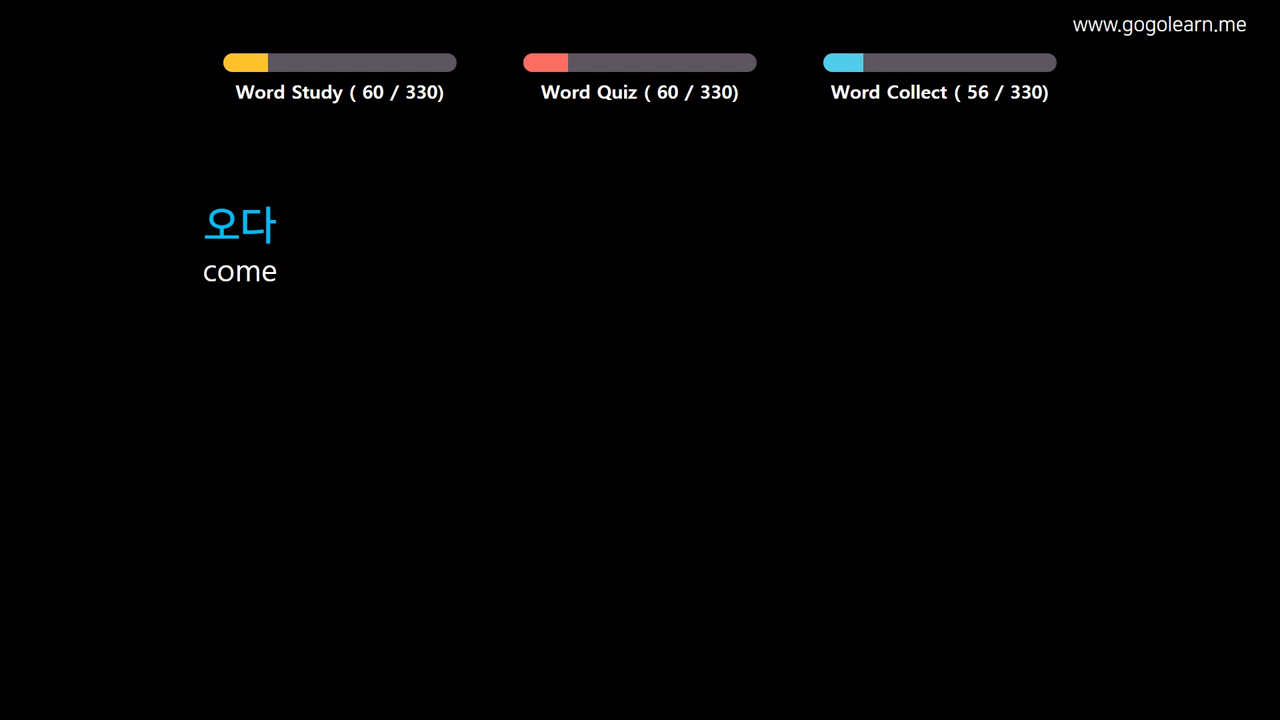 www.gogolearn.me
Word Study ( 60 / 330)
Word Quiz ( 60 / 330)
Word Collect ( 56 / 330)
오다
come